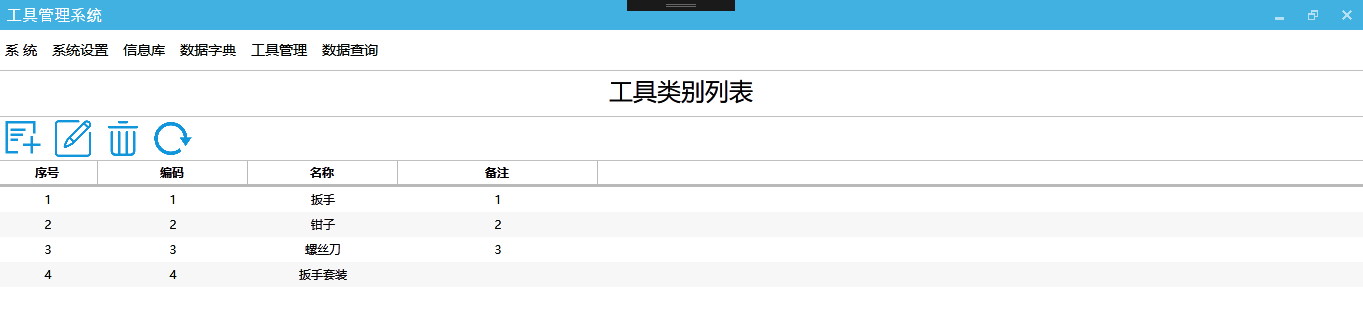 工具管理系统
系 统 系统设置 信息库 数据字典 工具管理 数据查询
工具类别列表
序号 编码 名称 备注
1 1 扳手 1
2 2 钳子 2
3 3 螺丝刀 3
4 4 扳手套装